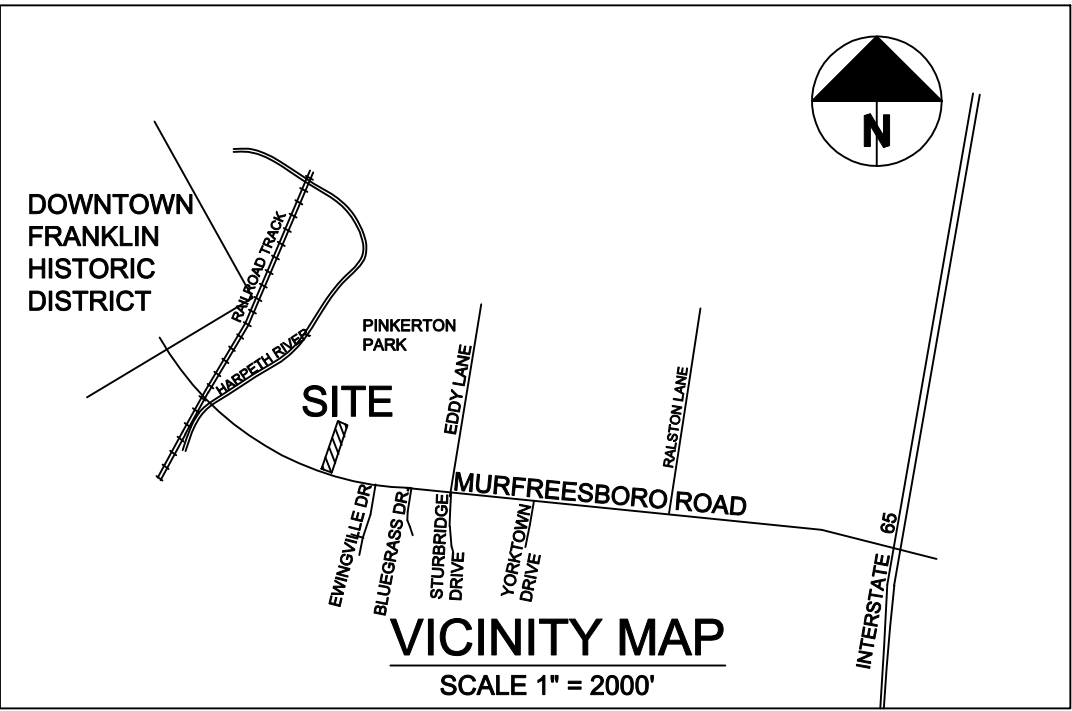 N
DOWNTOWN
FRANKLIN
HISTORIC
DISTRICT
RAILROAD TRACK
HARPETH RIVER
PINKERTON
PARK
SITE
EDDY LANE
RALSTON LANE
MURFREESBORO ROAD
EWINGVILLE DR.
BLUEGRASS DR.
STURBRIDGE
DRIVE
YORKTOWN
DRIVE
INTERSTATE 65
VICINITY MAP
SCALE 1" = 2000'